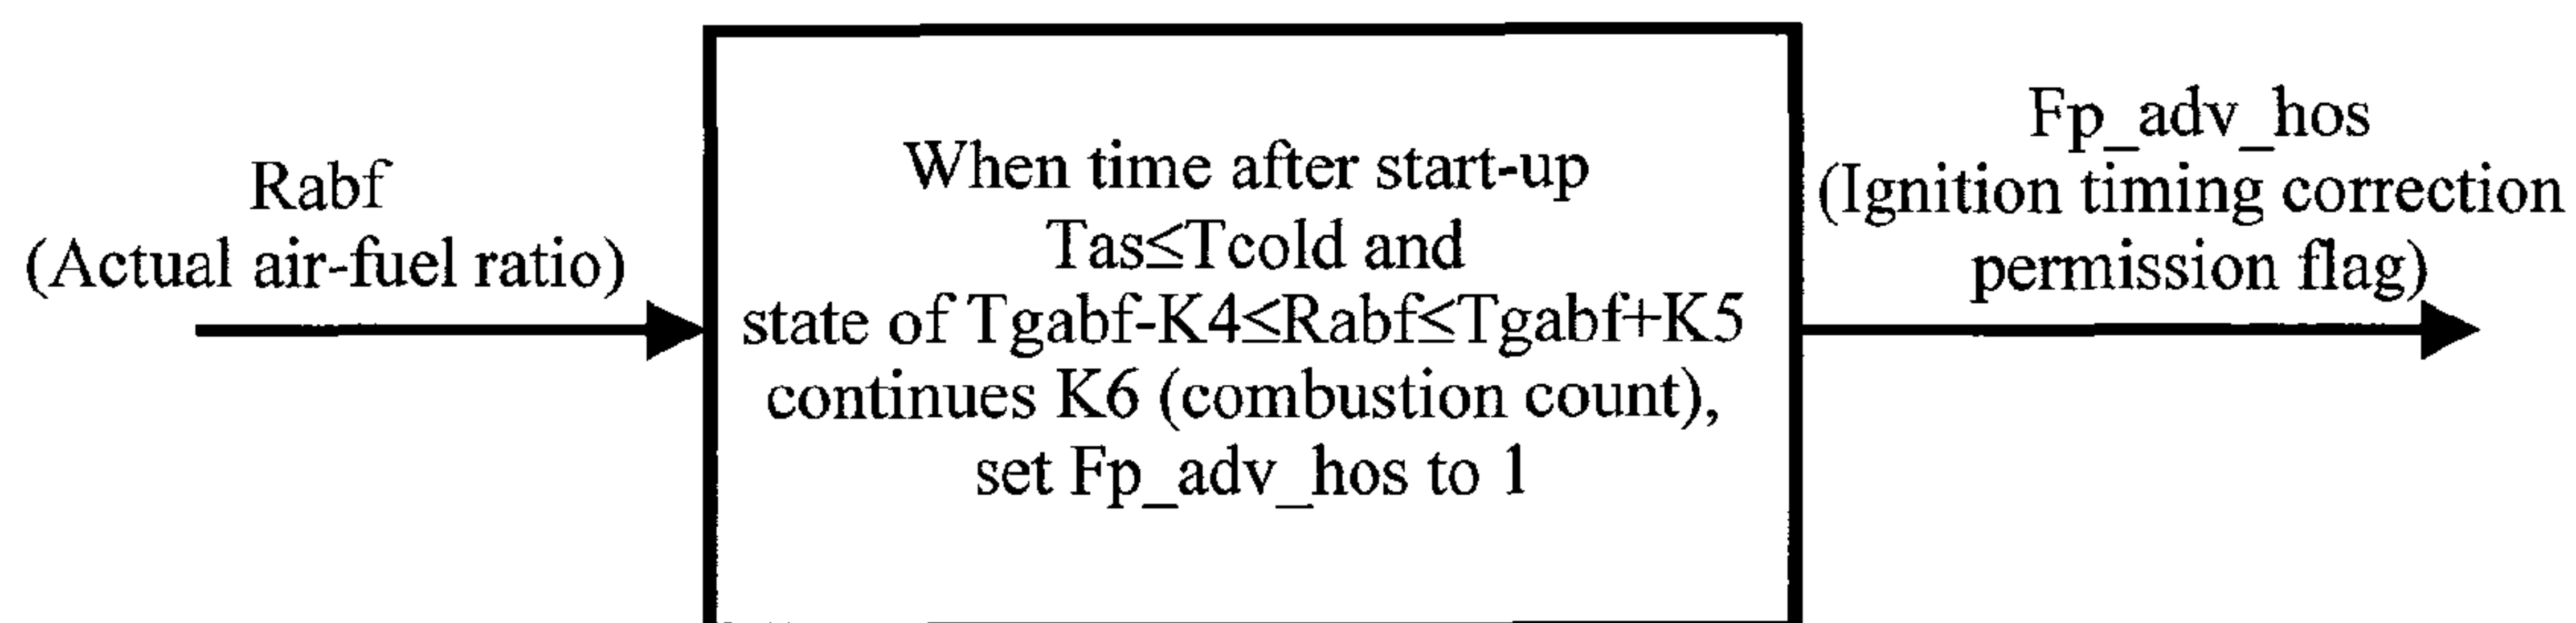 Rabf
(Actual air-fuel ratio)
When time after start-up
Tas≤Tcold and
state of Tgabf-K4≤Rabf≤Tgabf+K5
continues K6 (combustion count),
set Fp_adv_hos to 1
Fp_adv_hos
(Ignition timing correction
permission flag)